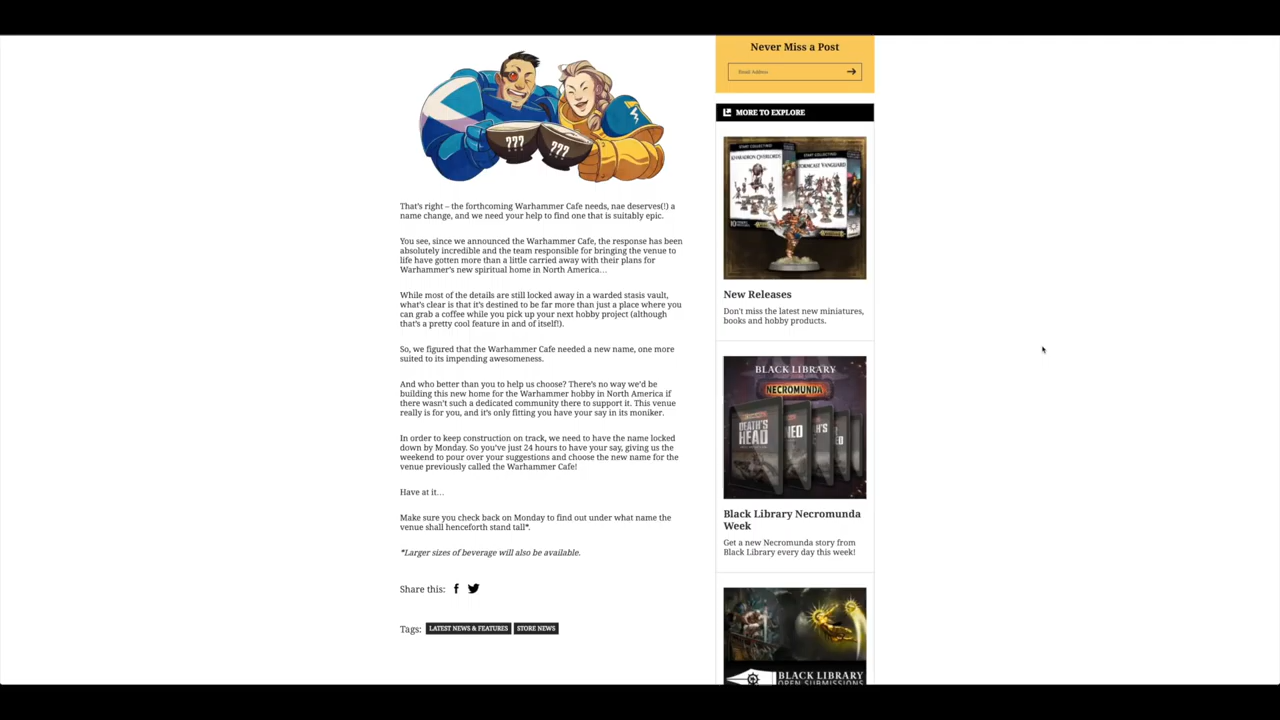 ???
???
That's right – the forthcoming Warhammer Cafe needs, nae deserves(!) a
name change, and we need your help to find one that is suitably epic.
You see, since we announced the Warhammer Cafe, the response has been
absolutely incredible and the team responsible for bringing the venue to
life have gotten more than a little carried away with their plans for
Warhammer's new spiritual home in North America…
While most of the details are still locked away in a warded stasis vault,
what's clear is that it's destined to be far more than just a place where you
can grab a coffee while you pick up your next hobby project (although
that's a pretty cool feature in and of itself!).
So, we figured that the Warhammer Cafe needed a new name, one more
suited to its impending awesomeness.
And who better than you to help us choose? There's no way we'd be
building this new home for the Warhammer hobby in North America if
there wasn't such a dedicated community there to support it. This venue
really is for you, and it's only fitting you have your say in its moniker.
In order to keep construction on track, we need to have the name locked
down by Monday. So you've just 24 hours to have your say, giving us the
weekend to pour over your suggestions and choose the new name for the
venue previously called the Warhammer Cafe!
Have at it…
Make sure you check back on Monday to find out under what name the
venue shall henceforth stand tall*.
*Larger sizes of beverage will also be available.
Share this:
Tags: LATEST NEWS & FEATURES STORE NEWS
Never Miss a Post
Email Address
MORE TO EXPLORE
START COLLECTING!
KHARADRON OVERLORDS
START COLLECTING!
STORMCAST VANGUARD
New Releases
Don't miss the latest new miniatures,
books and hobby products.
BLACK LIBRARY
NECROMUNDA
DEATH'S
HEAD
Black Library Necromunda
Week
Get a new Necromunda story from
Black Library every day this week!
BLACK LIBRARY
OPEN SUBMISSIONS